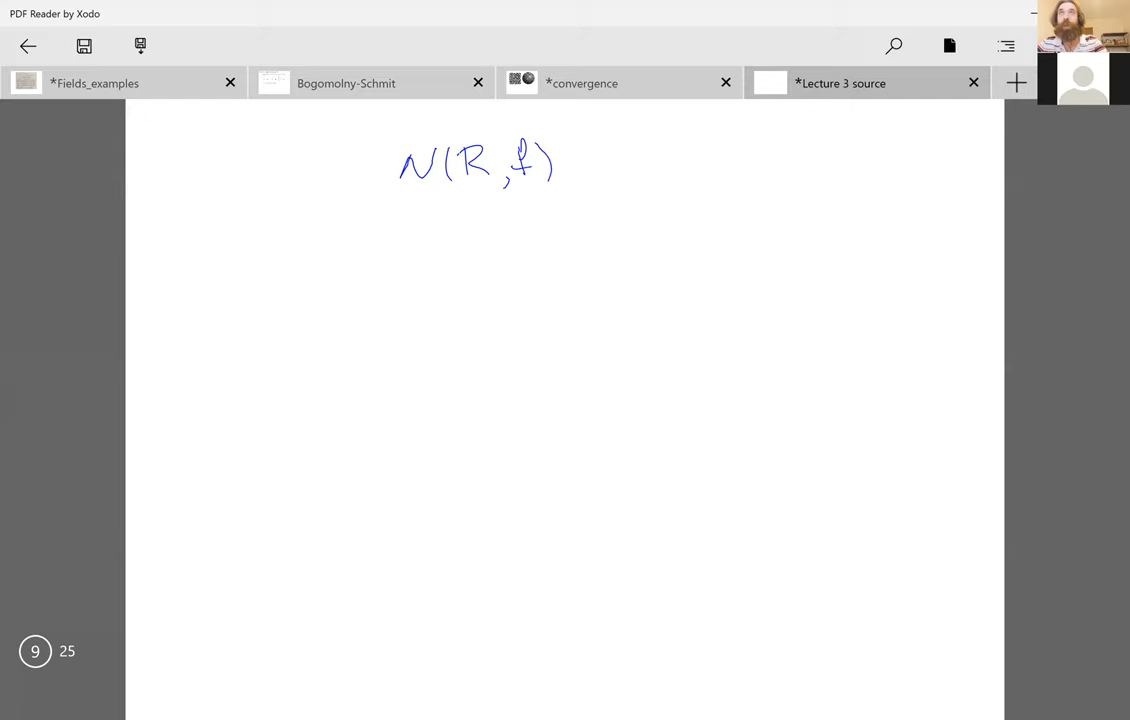 PDF Reader by Xodo
*Fields_examples
Bogomolny-Schmit
*convergence
*Lecture 3 source
N(R,f)
9 25